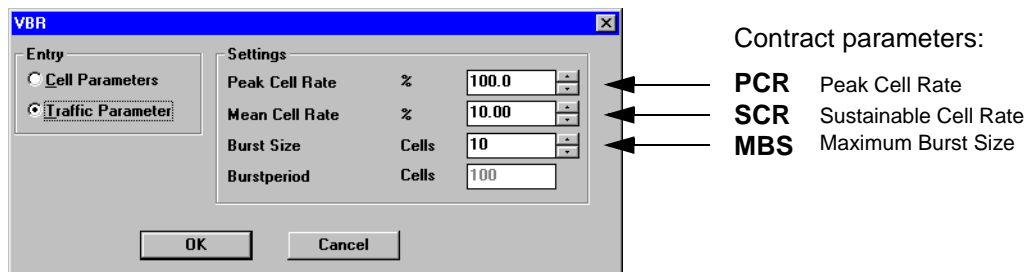 VBR
Entry
Cell Parameters
Traffic Parameter
Settings
Peak Cell Rate % 100.0
Mean Cell Rate % 10.00
Burst Size Cells 10
Burstperiod Cells 100
OK Cancel
Contract parameters:
PCR Peak Cell Rate
SCR Sustainable Cell Rate
MBS Maximum Burst Size